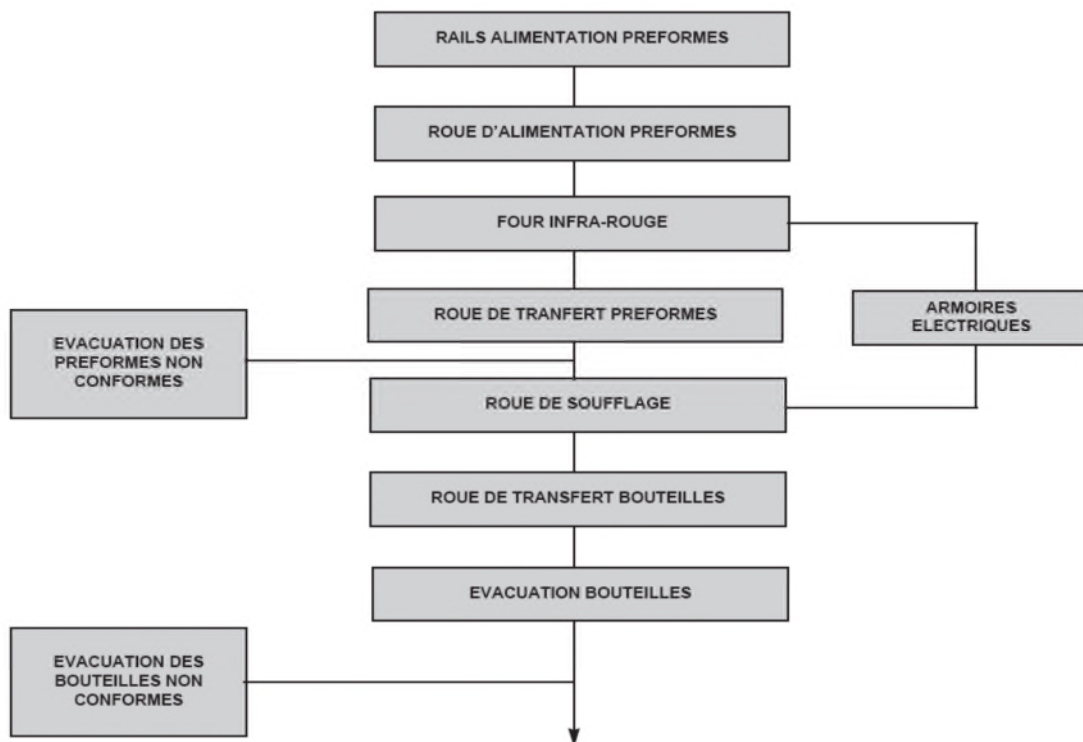 RAILS ALIMENTATION PREFORMES
ROUE D'ALIMENTATION PREFORMES
FOUR INFRA-ROUGE
ROUE DE TRANFERT PREFORMES
ARMOIRES
ELECTRIQUES
EVACUATION DES
PREFORMES NON
CONFORMES
ROUE DE SOUFFLAGE
ROUE DE TRANSFERT BOUTEILLES
EVACUATION BOUTEILLES
EVACUATION DES
BOUTEILLES NON
CONFORMES